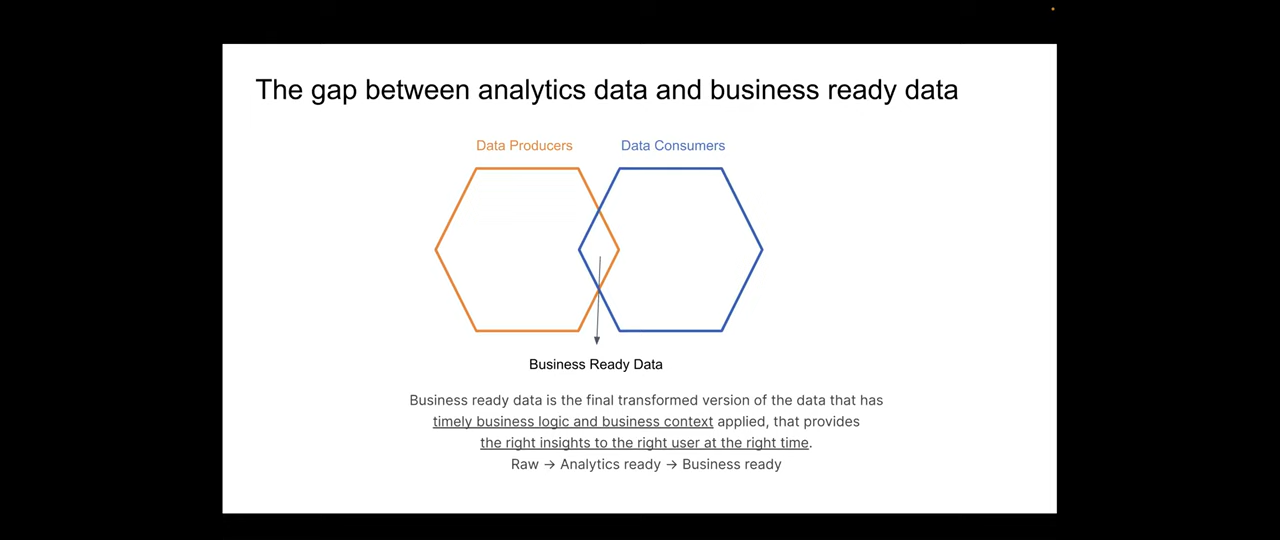 The gap between analytics data and business ready data
Data Producers
Data Consumers
Business Ready Data
Business ready data is the final transformed version of the data that has
timely business logic and business context applied, that provides
the right insights to the right user at the right time.
Raw → Analytics ready → Business ready